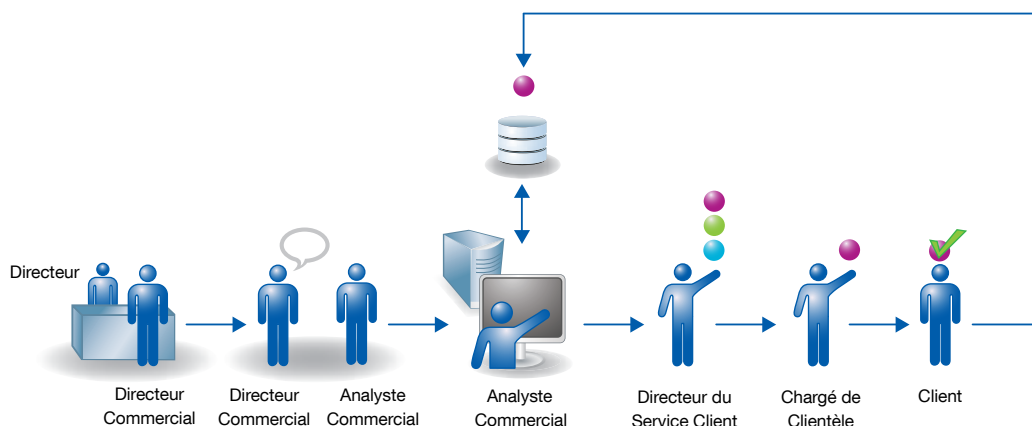 Directeur
Directeur
Commercial
Directeur
Commercial
Analyste
Commercial
Analyste
Commercial
Directeur du
Service Client
Chargé de
Clientèle
Client